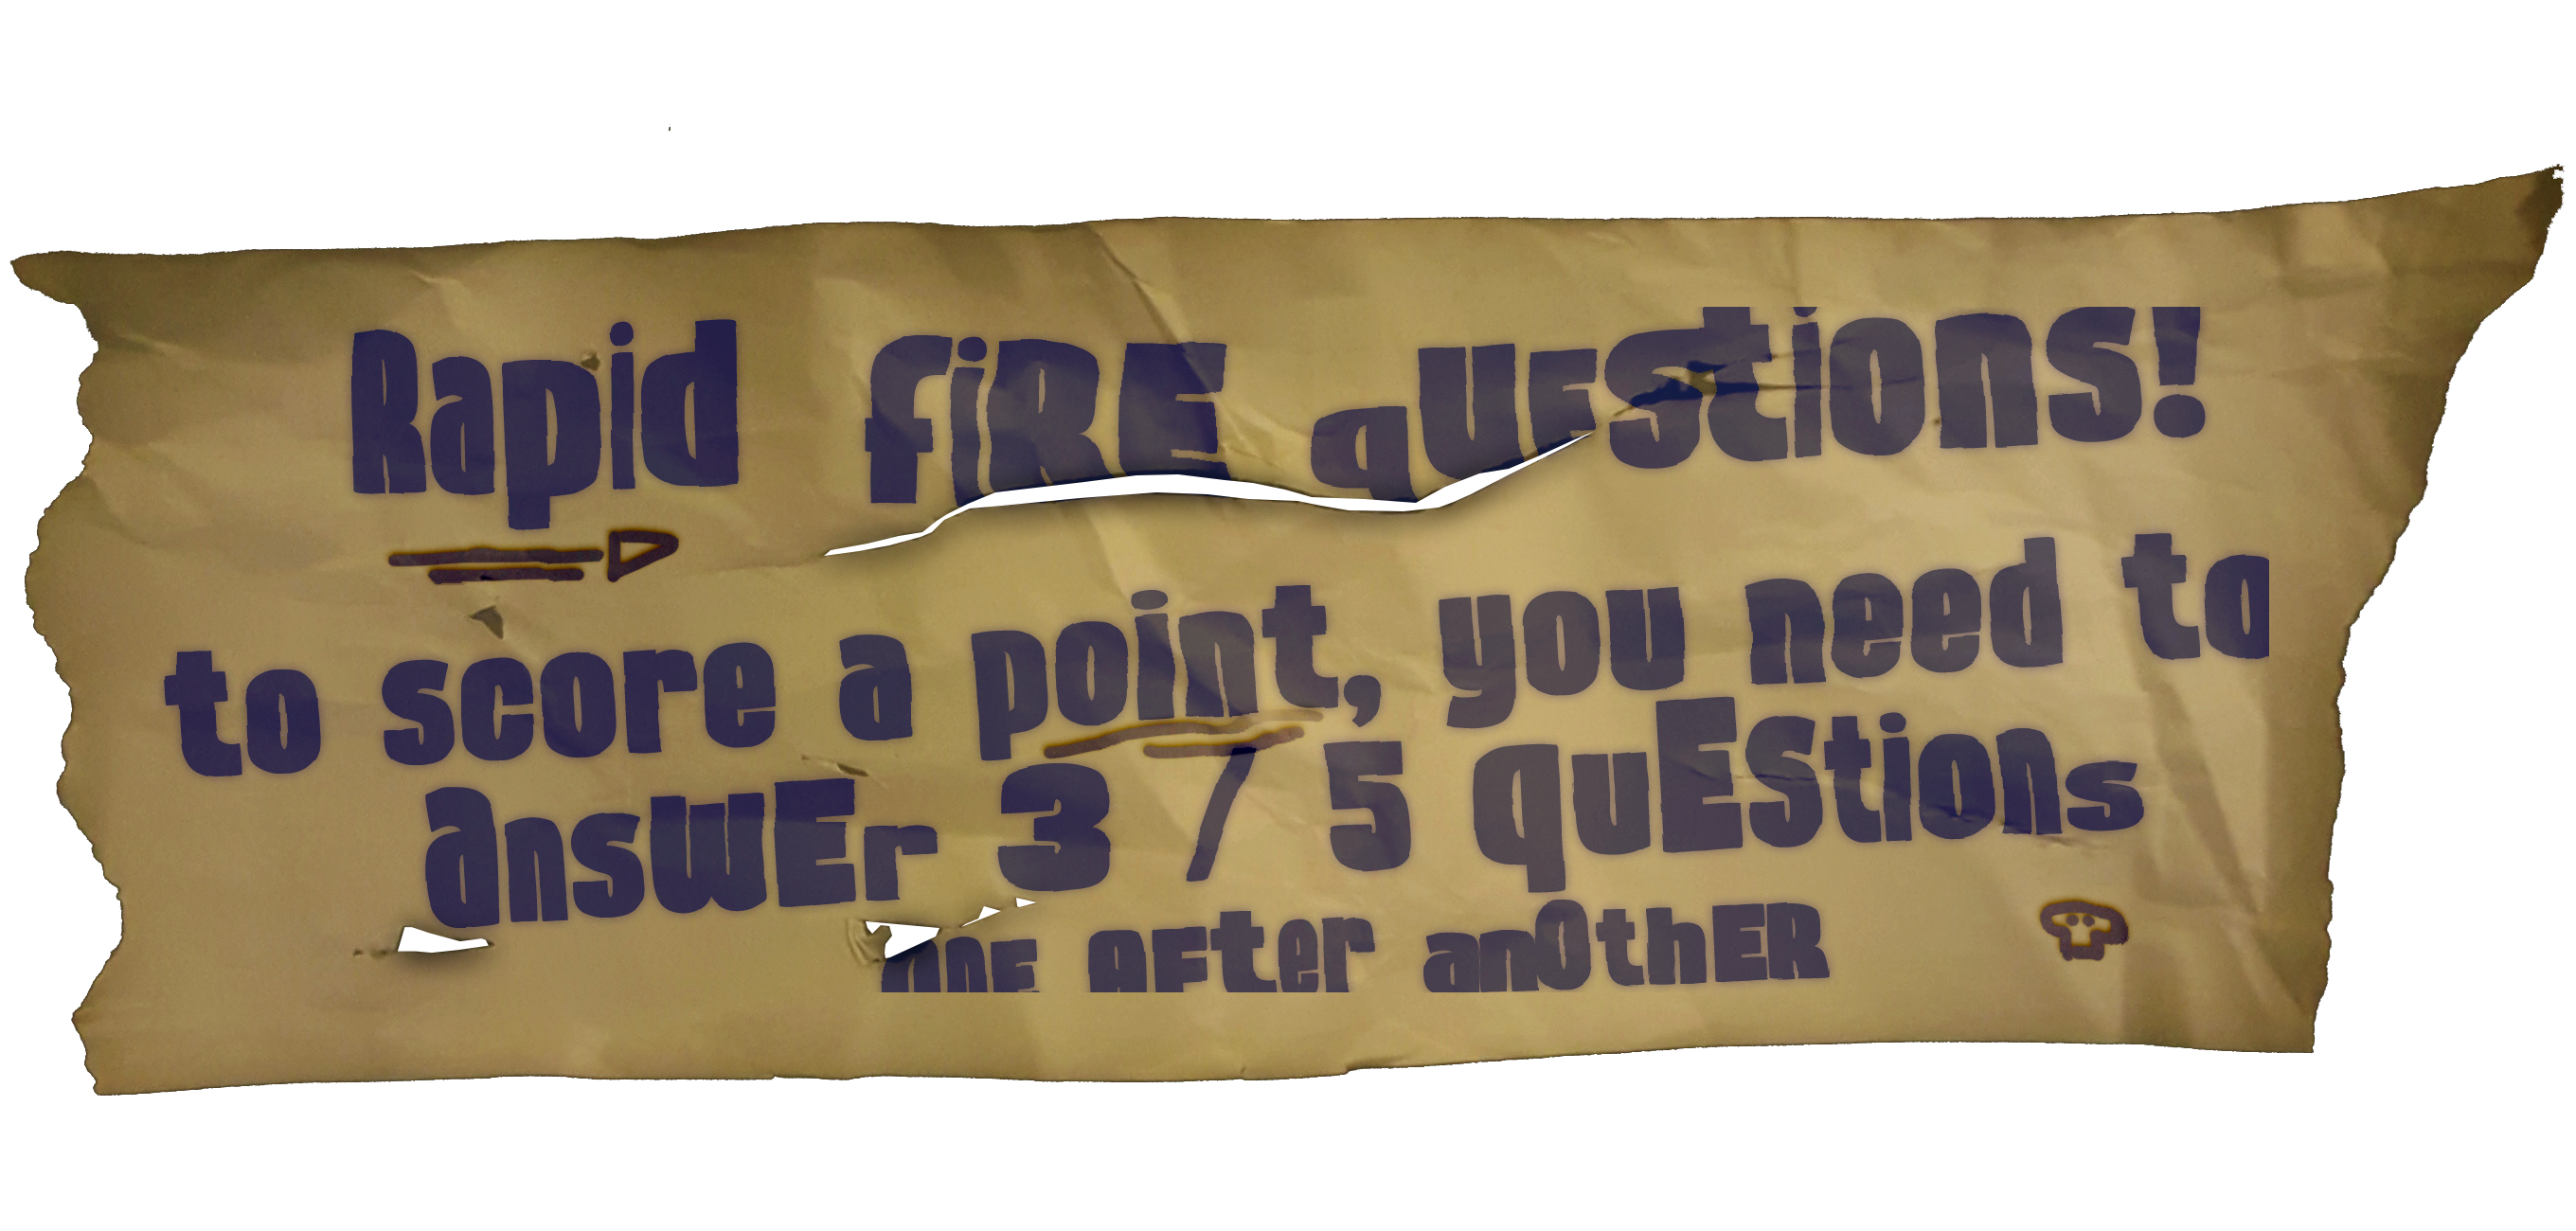 Rapid fiRE qUEStions!
to score a point, you need to
answEr 3 / 5 quEStions
onE AFter anOthER